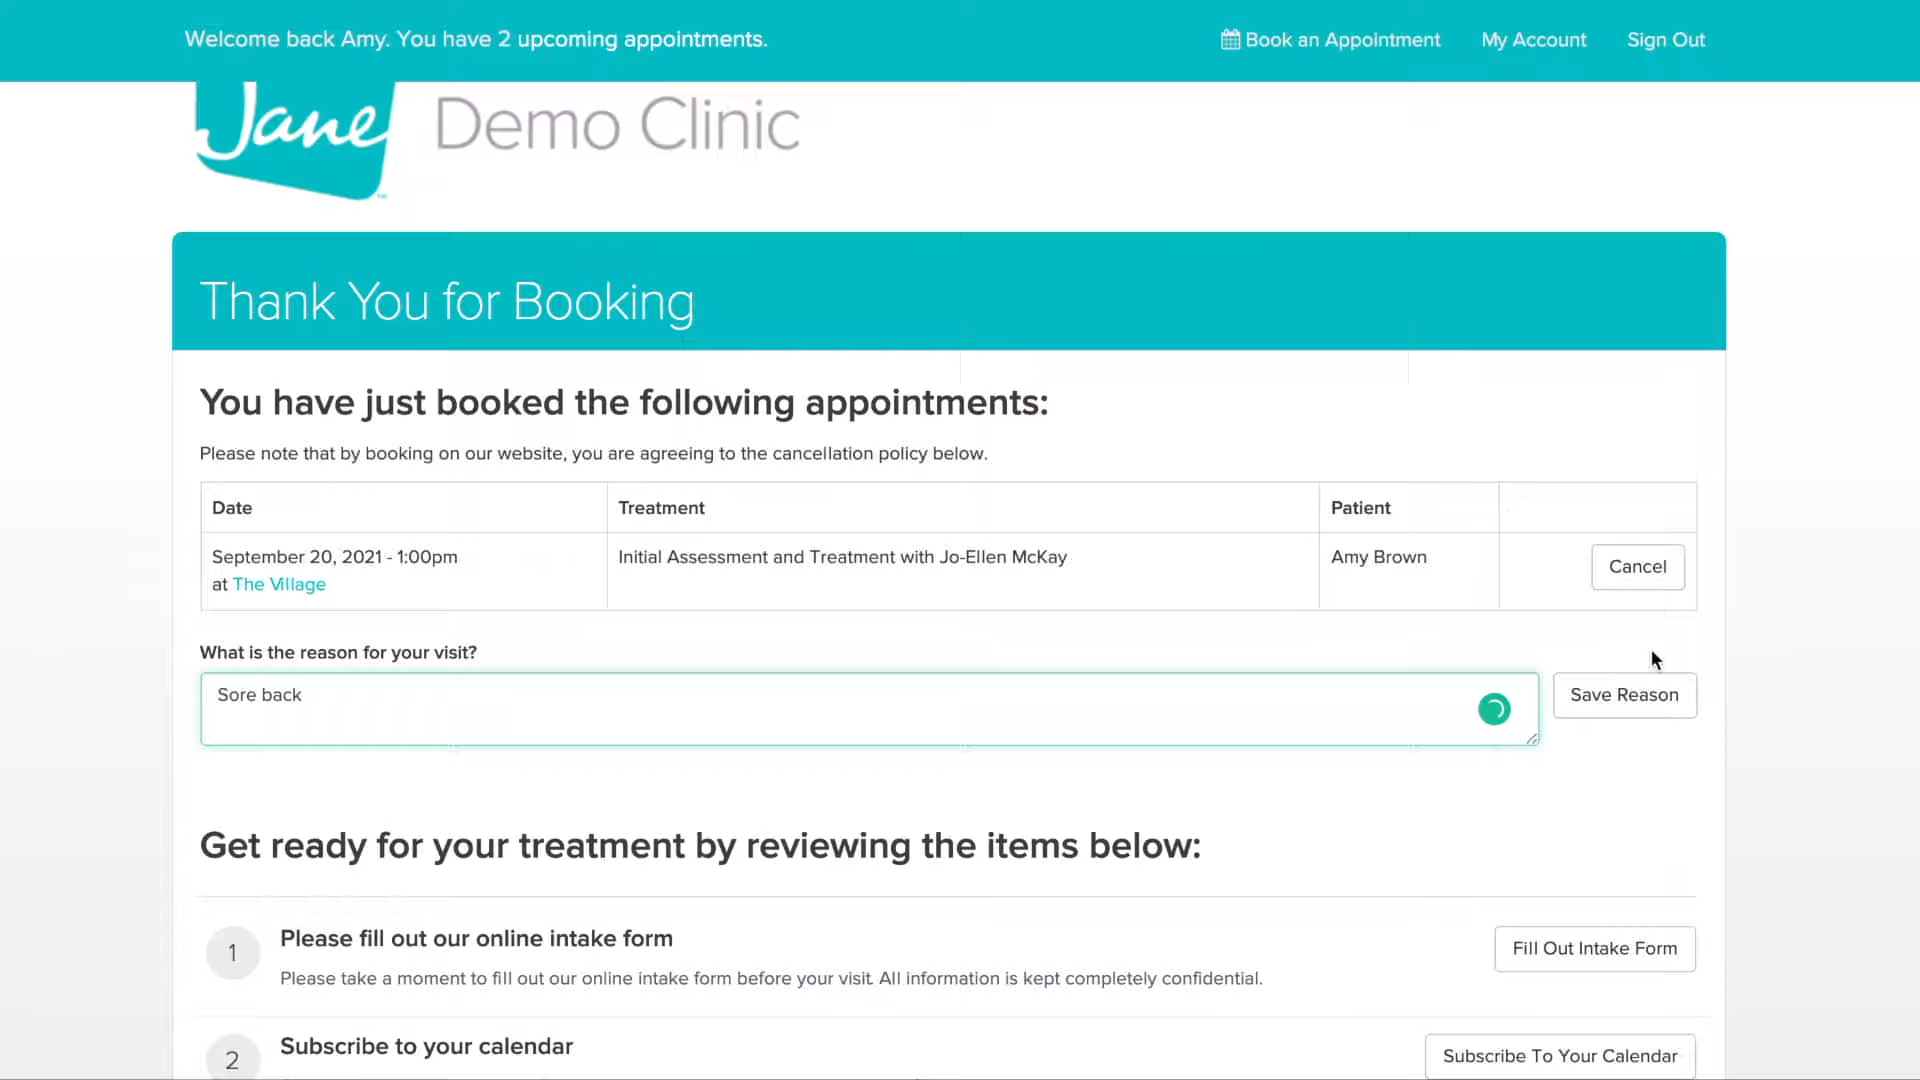 Welcome back Amy. You have 2 upcoming appointments.
Book an Appointment
My Account
Sign Out
Jane
Demo Clinic
Thank You for Booking
You have just booked the following appointments:
Please note that by booking on our website, you are agreeing to the cancellation policy below.
Date
Treatment
Patient
September 20, 2021 - 1:00pm
at The Village
Initial Assessment and Treatment with Jo-Ellen McKay
Amy Brown
Cancel
What is the reason for your visit?
Sore back
Save Reason
Get ready for your treatment by reviewing the items below:
1
Please fill out our online intake form
Please take a moment to fill out our online intake form before your visit. All information is kept completely confidential.
Fill Out Intake Form
2
Subscribe to your calendar
Subscribe To Your Calendar